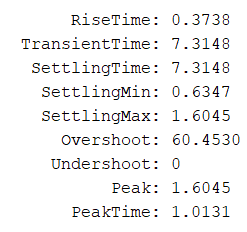 RiseTime: 0.3738
TransientTime: 7.3148
SettlingTime: 7.3148
SettlingMin: 0.6347
SettlingMax: 1.6045
Overshoot: 60.4530
Undershoot: 0
Peak: 1.6045
PeakTime: 1.0131